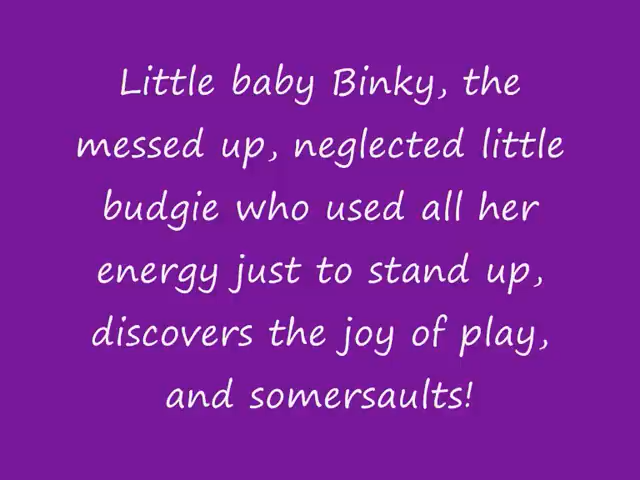 Little baby Binky, the
messed up, neglected little
budgie who used all her
energy just to stand up,
discovers the joy of play,
and somersaults!